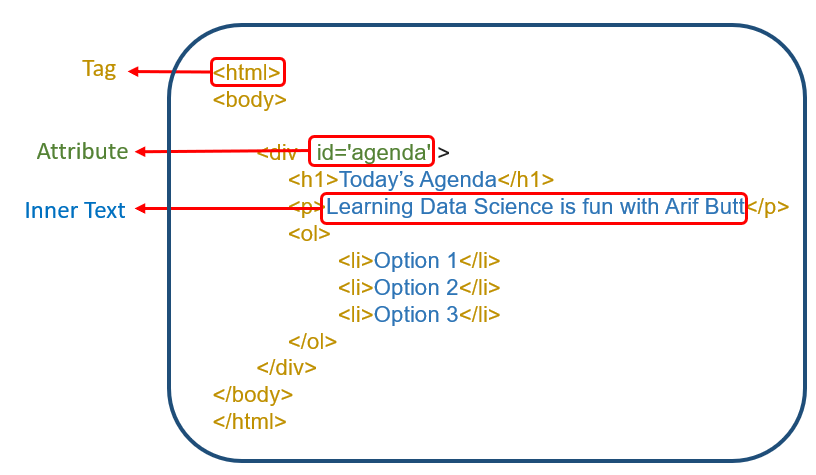 Tag
<html>
<body>
Attribute
<div id='agenda' >
<h1>Today’s Agenda</h1>
Inner Text
<p>Learning Data Science is fun with Arif Butt</p>
<ol>
<li>Option 1</li>
<li>Option 2</li>
<li>Option 3</li>
</ol>
</div>
</body>
</html>